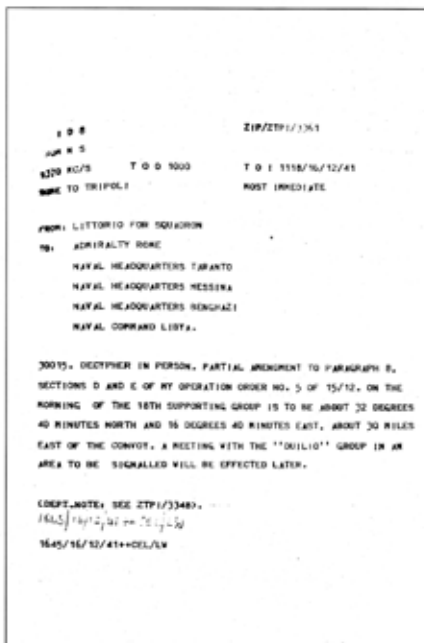 ZIP/ZTPI/3361
KC/S T O O 1000 T O I 1118/16/12/41
TO TRIPOLI MOST IMMEDIATE
FROM: LITTORIO FOR SQUADRON
TO: ADMIRALTY ROME
NAVAL HEADQUARTERS TARANTO
NAVAL HEADQUARTERS MESSINA
NAVAL HEADQUARTERS BENGHAZI
NAVAL COMMAND LIBYA.
30015. DECYPHER IN PERSON. PARTIAL AMENDMENT TO PARAGRAPH 8,
SECTIONS D AND E OF MY OPERATION ORDER NO. 5 OF 15/12. ON THE
MORNING OF THE 18TH SUPPORTING GROUP IS TO BE ABOUT 32 DEGREES
40 MINUTES NORTH AND 16 DEGREES 40 MINUTES EAST, ABOUT 30 MILES
EAST OF THE CONVOY. A MEETING WITH THE ''DUILIO'' GROUP IN AN
AREA TO BE SIGNALLED WILL BE EFFECTED LATER.
(DEPT.NOTE: SEE ZTPI/3348).
1645/16/12/41++CEL/LW